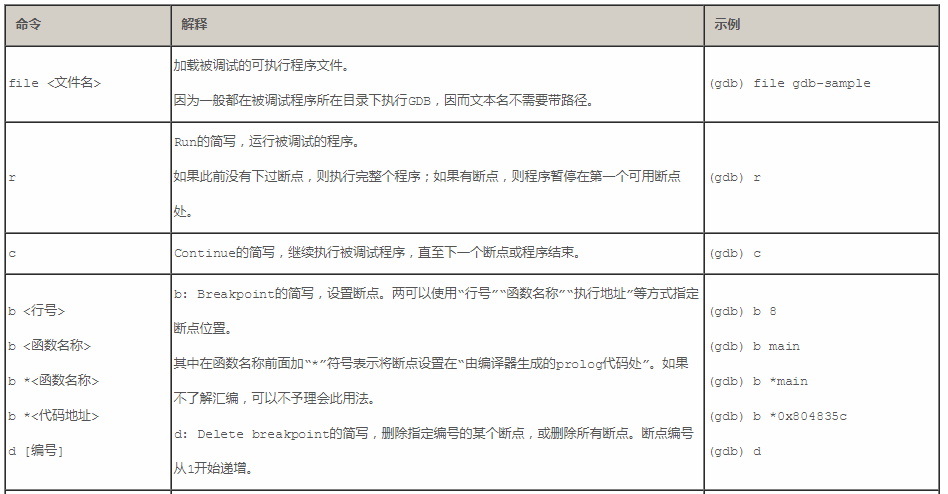 命令 解释 示例
file <文件名>
加载被调试的可执行程序文件。
因为一般都在被调试程序所在目录下执行GDB，因而文本名不需要带路径。
(gdb) file gdb-sample
r
Run的简写，运行被调试的程序。
如果此前没有下过断点，则执行完整个程序；如果有断点，则程序暂停在第一个可用断点
处。
(gdb) r
c
Continue的简写，继续执行被调试程序，直至下一个断点或程序结束。
(gdb) c
b <行号>
b <函数名称>
b *<函数名称>
b *<代码地址>
d [编号]
b: Breakpoint的简写，设置断点。两可以使用“行号”“函数名称”“执行地址”等方式指定
断点位置。
其中在函数名称前面加“*”符号表示将断点设置在“由编译器生成的prolog代码处”。如果
不了解汇编，可以不予理会此用法。
d: Delete breakpoint的简写，删除指定编号的某个断点，或删除所有断点。断点编号
从1开始递增。
(gdb) b 8
(gdb) b main
(gdb) b *main
(gdb) b *0x804835c
(gdb) d